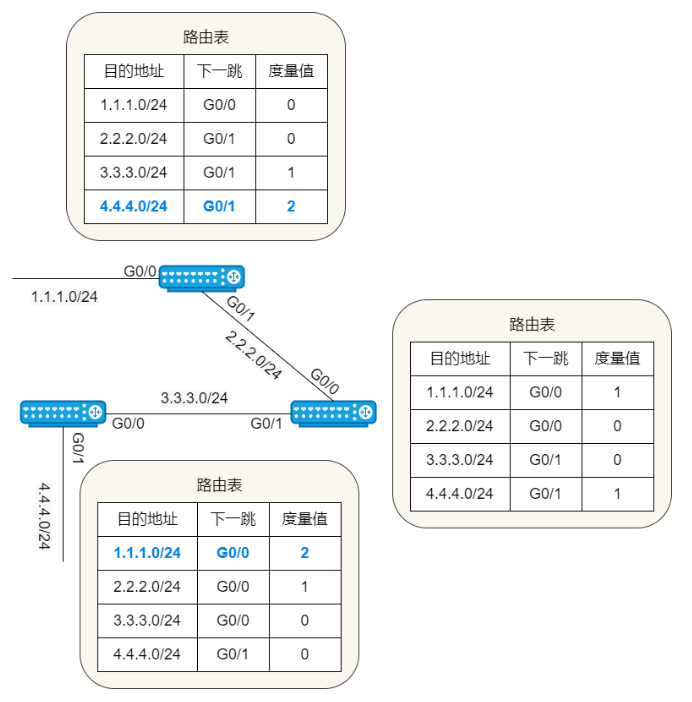 路由表
目的地址 下一跳 度量值
1.1.1.0/24 G0/0 0
2.2.2.0/24 G0/1 0
3.3.3.0/24 G0/1 1
4.4.4.0/24 G0/1 2
G0/0
1.1.1.0/24
G0/1
2.2.2.0/24
G0/0
3.3.3.0/24
G0/0
G0/1
G0/1
4.4.4.0/24
路由表
目的地址 下一跳 度量值
1.1.1.0/24 G0/0 1
2.2.2.0/24 G0/0 0
3.3.3.0/24 G0/1 0
4.4.4.0/24 G0/1 1
路由表
目的地址 下一跳 度量值
1.1.1.0/24 G0/0 2
2.2.2.0/24 G0/0 1
3.3.3.0/24 G0/0 0
4.4.4.0/24 G0/1 0